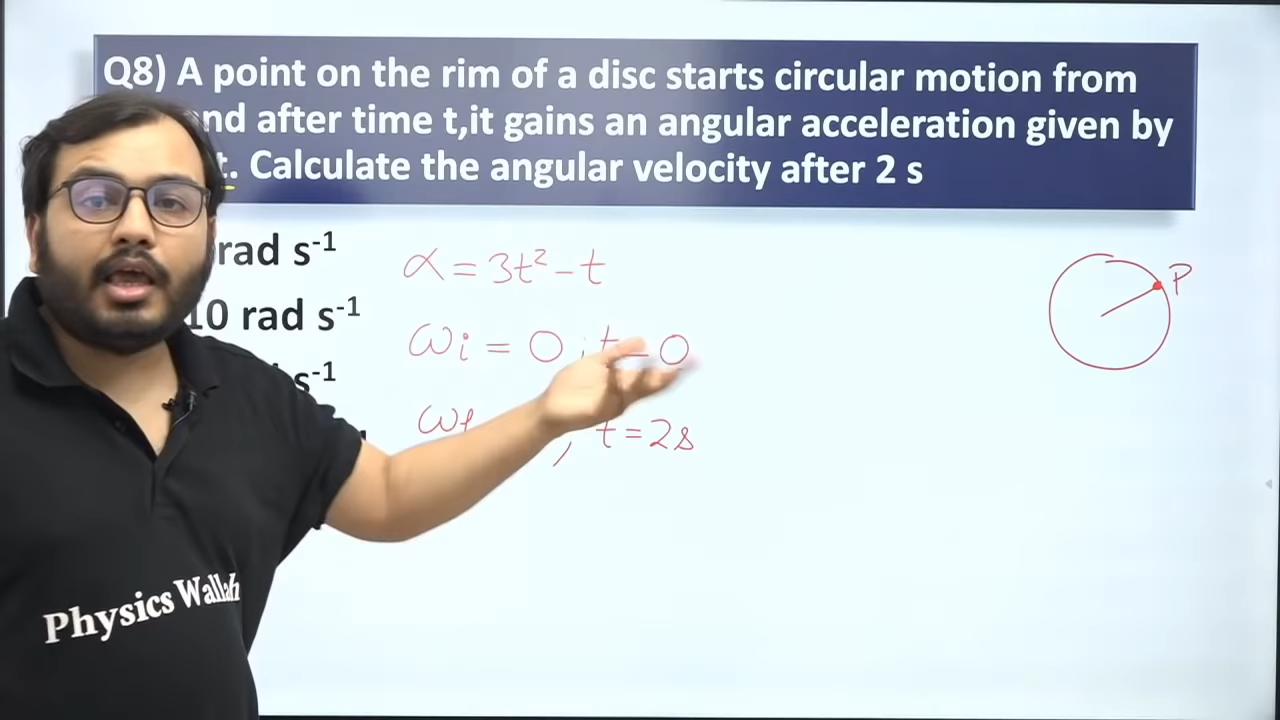 Q8) A point on the rim of a disc starts circular motion from
and after time t,it gains an angular acceleration given by
t. Calculate the angular velocity after 2 s
rad s⁻¹
10 rad s⁻¹
s⁻¹
α = 3t² – t
ωi = 0, t = 0
ωf , t = 2s
P
Physics Wallah